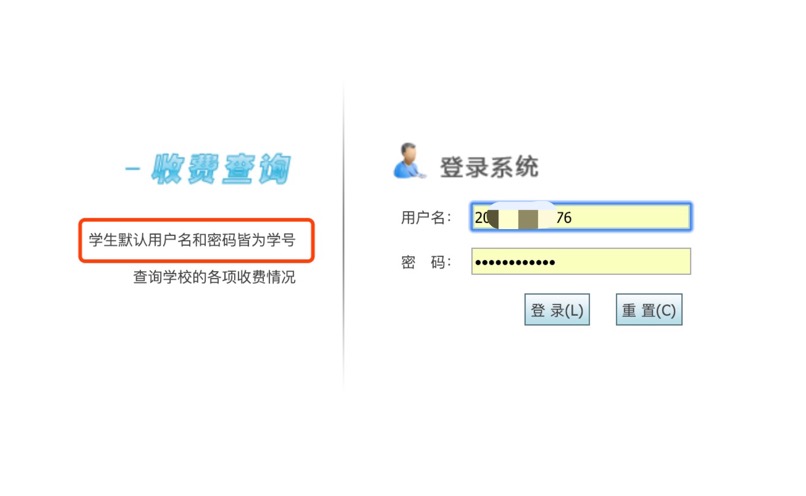 收费查询
学生默认用户名和密码皆为学号
查询学校的各项收费情况
登录系统
用户名： 20 76
密 码： ••••••••••••
登 录(L) 重 置(C)